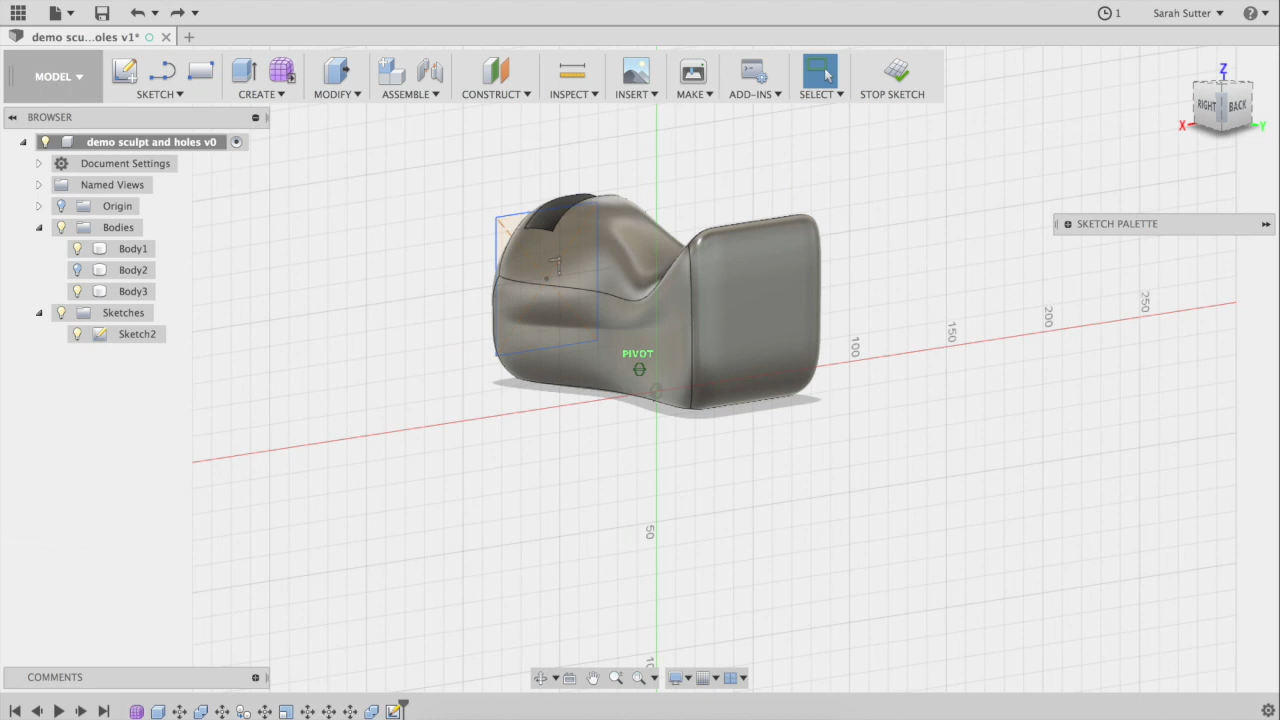 1
Sarah Sutter
?
demo scu...oles v1*
MODEL
SKETCH
CREATE
MODIFY
ASSEMBLE
CONSTRUCT
INSPECT
INSERT
MAKE
ADD-INS
SELECT
STOP SKETCH
Z
RIGHT
BACK
X
Y
BROWSER
demo sculpt and holes v0
Document Settings
Named Views
Origin
Bodies
Body1
Body2
Body3
Sketches
Sketch2
SKETCH PALETTE
PIVOT
100
150
200
250
50
10
COMMENTS